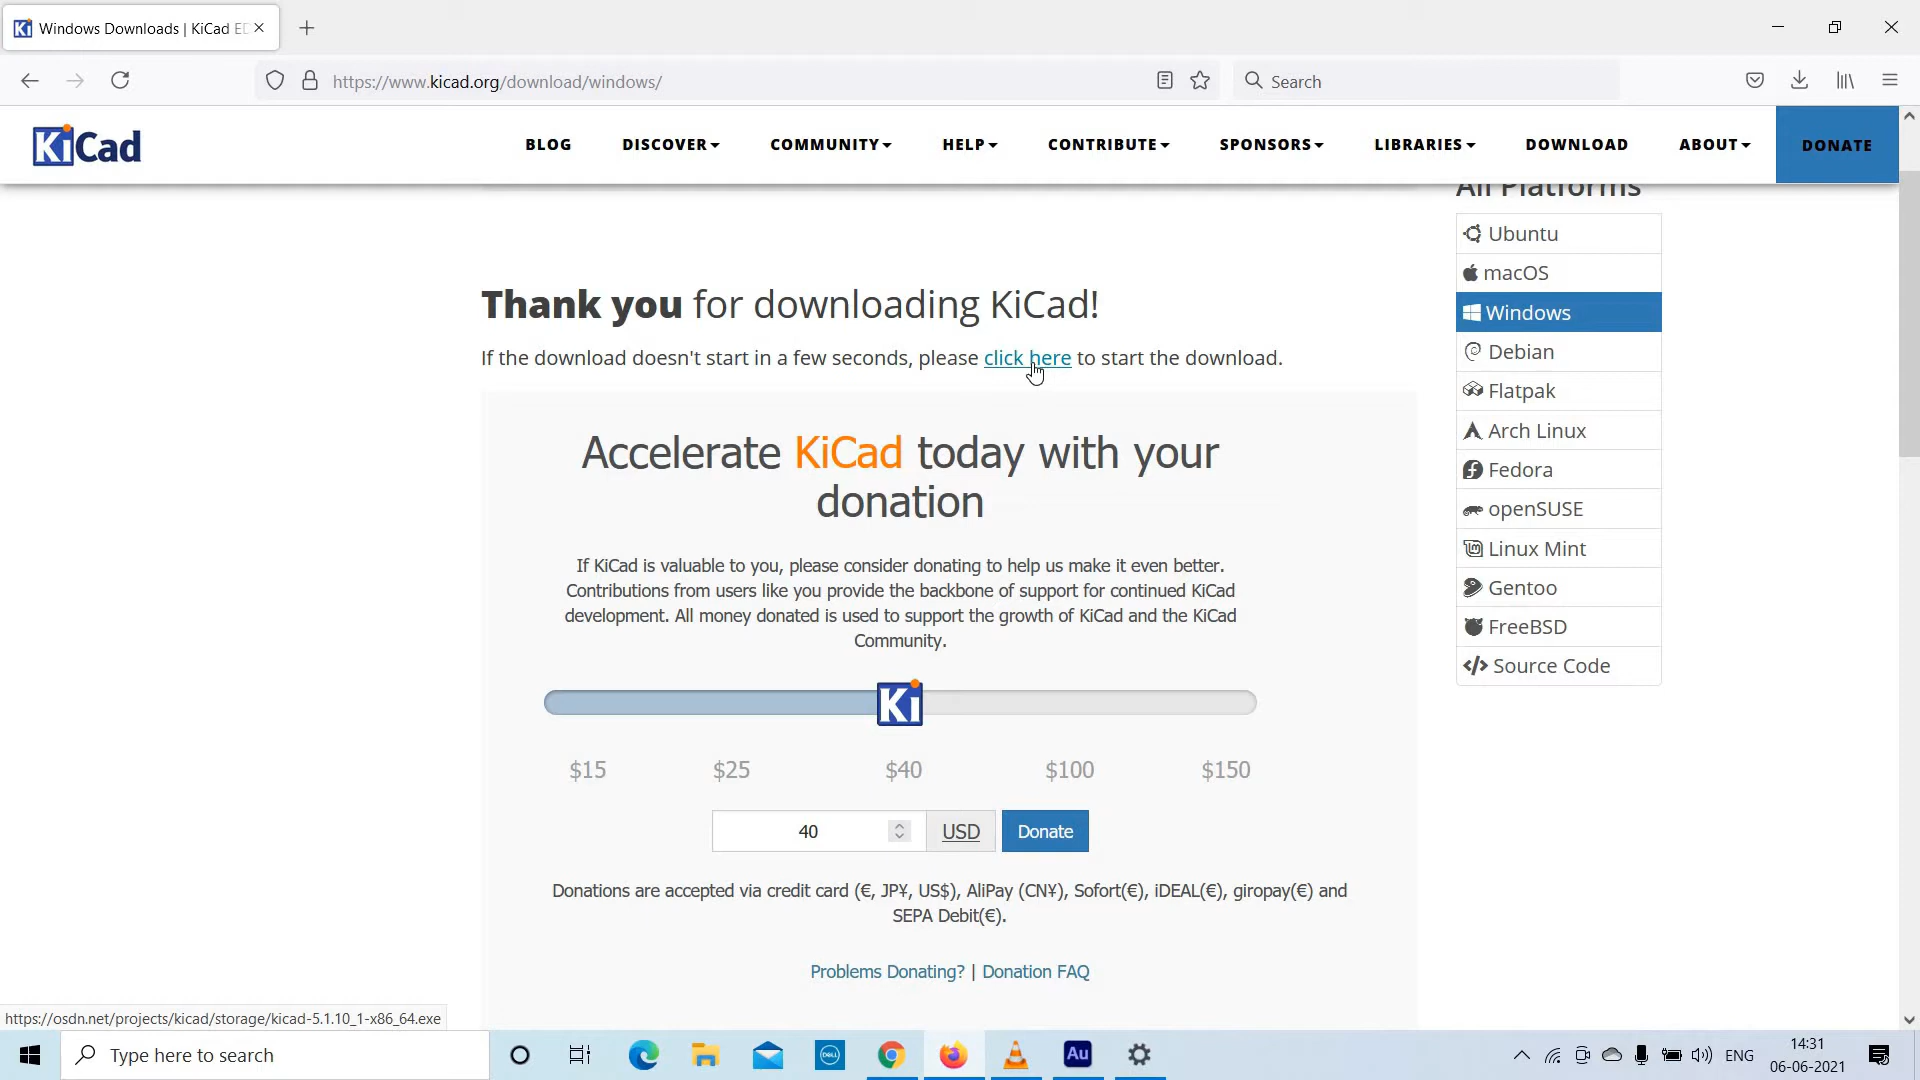 Windows Downloads | KiCad ED
https://www.kicad.org/download/windows/
Search
KiCad
BLOG
DISCOVER
COMMUNITY
HELP
CONTRIBUTE
SPONSORS
LIBRARIES
DOWNLOAD
ABOUT
DONATE
All Platforms
Ubuntu
macOS
Windows
Debian
Flatpak
Arch Linux
Fedora
openSUSE
Linux Mint
Gentoo
FreeBSD
Source Code
Thank you for downloading KiCad!
If the download doesn't start in a few seconds, please click here to start the download.
Accelerate KiCad today with your
donation
If KiCad is valuable to you, please consider donating to help us make it even better.
Contributions from users like you provide the backbone of support for continued KiCad
development. All money donated is used to support the growth of KiCad and the KiCad
Community.
Ki
$15 $25 $40 $100 $150
40 USD Donate
Donations are accepted via credit card (€, JP¥, US$), AliPay (CN¥), Sofort(€), iDEAL(€), giropay(€) and
SEPA Debit(€).
Problems Donating? | Donation FAQ
https://osdn.net/projects/kicad/storage/kicad-5.1.10_1-x86_64.exe
Type here to search
DELL
Au
ENG
14:31
06-06-2021